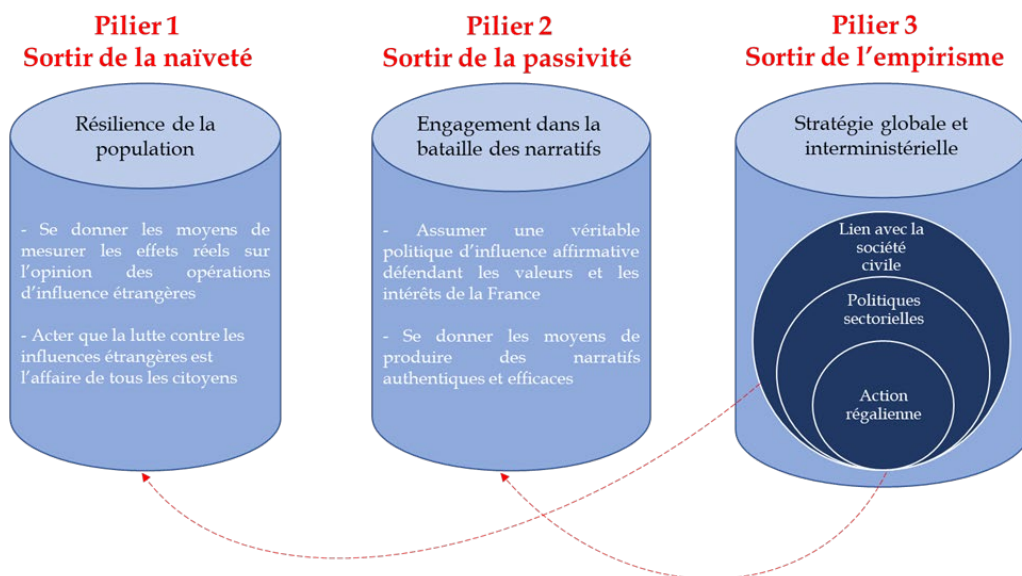 Pilier 1
Sortir de la naïveté
Résilience de la
population
- Se donner les moyens de
mesurer les effets réels sur
l’opinion des opérations
d’influence étrangères
- Acter que la lutte contre les
influences étrangères est
l’affaire de tous les citoyens
Pilier 2
Sortir de la passivité
Engagement dans la
bataille des narratifs
- Assumer une véritable
politique d’influence affirmative
défendant les valeurs et les
intérêts de la France
- Se donner les moyens de
produire des narratifs
authentiques et efficaces
Pilier 3
Sortir de l’empirisme
Stratégie globale et
interministérielle
Lien avec la
société
civile
Politiques
sectorielles
Action
régalienne